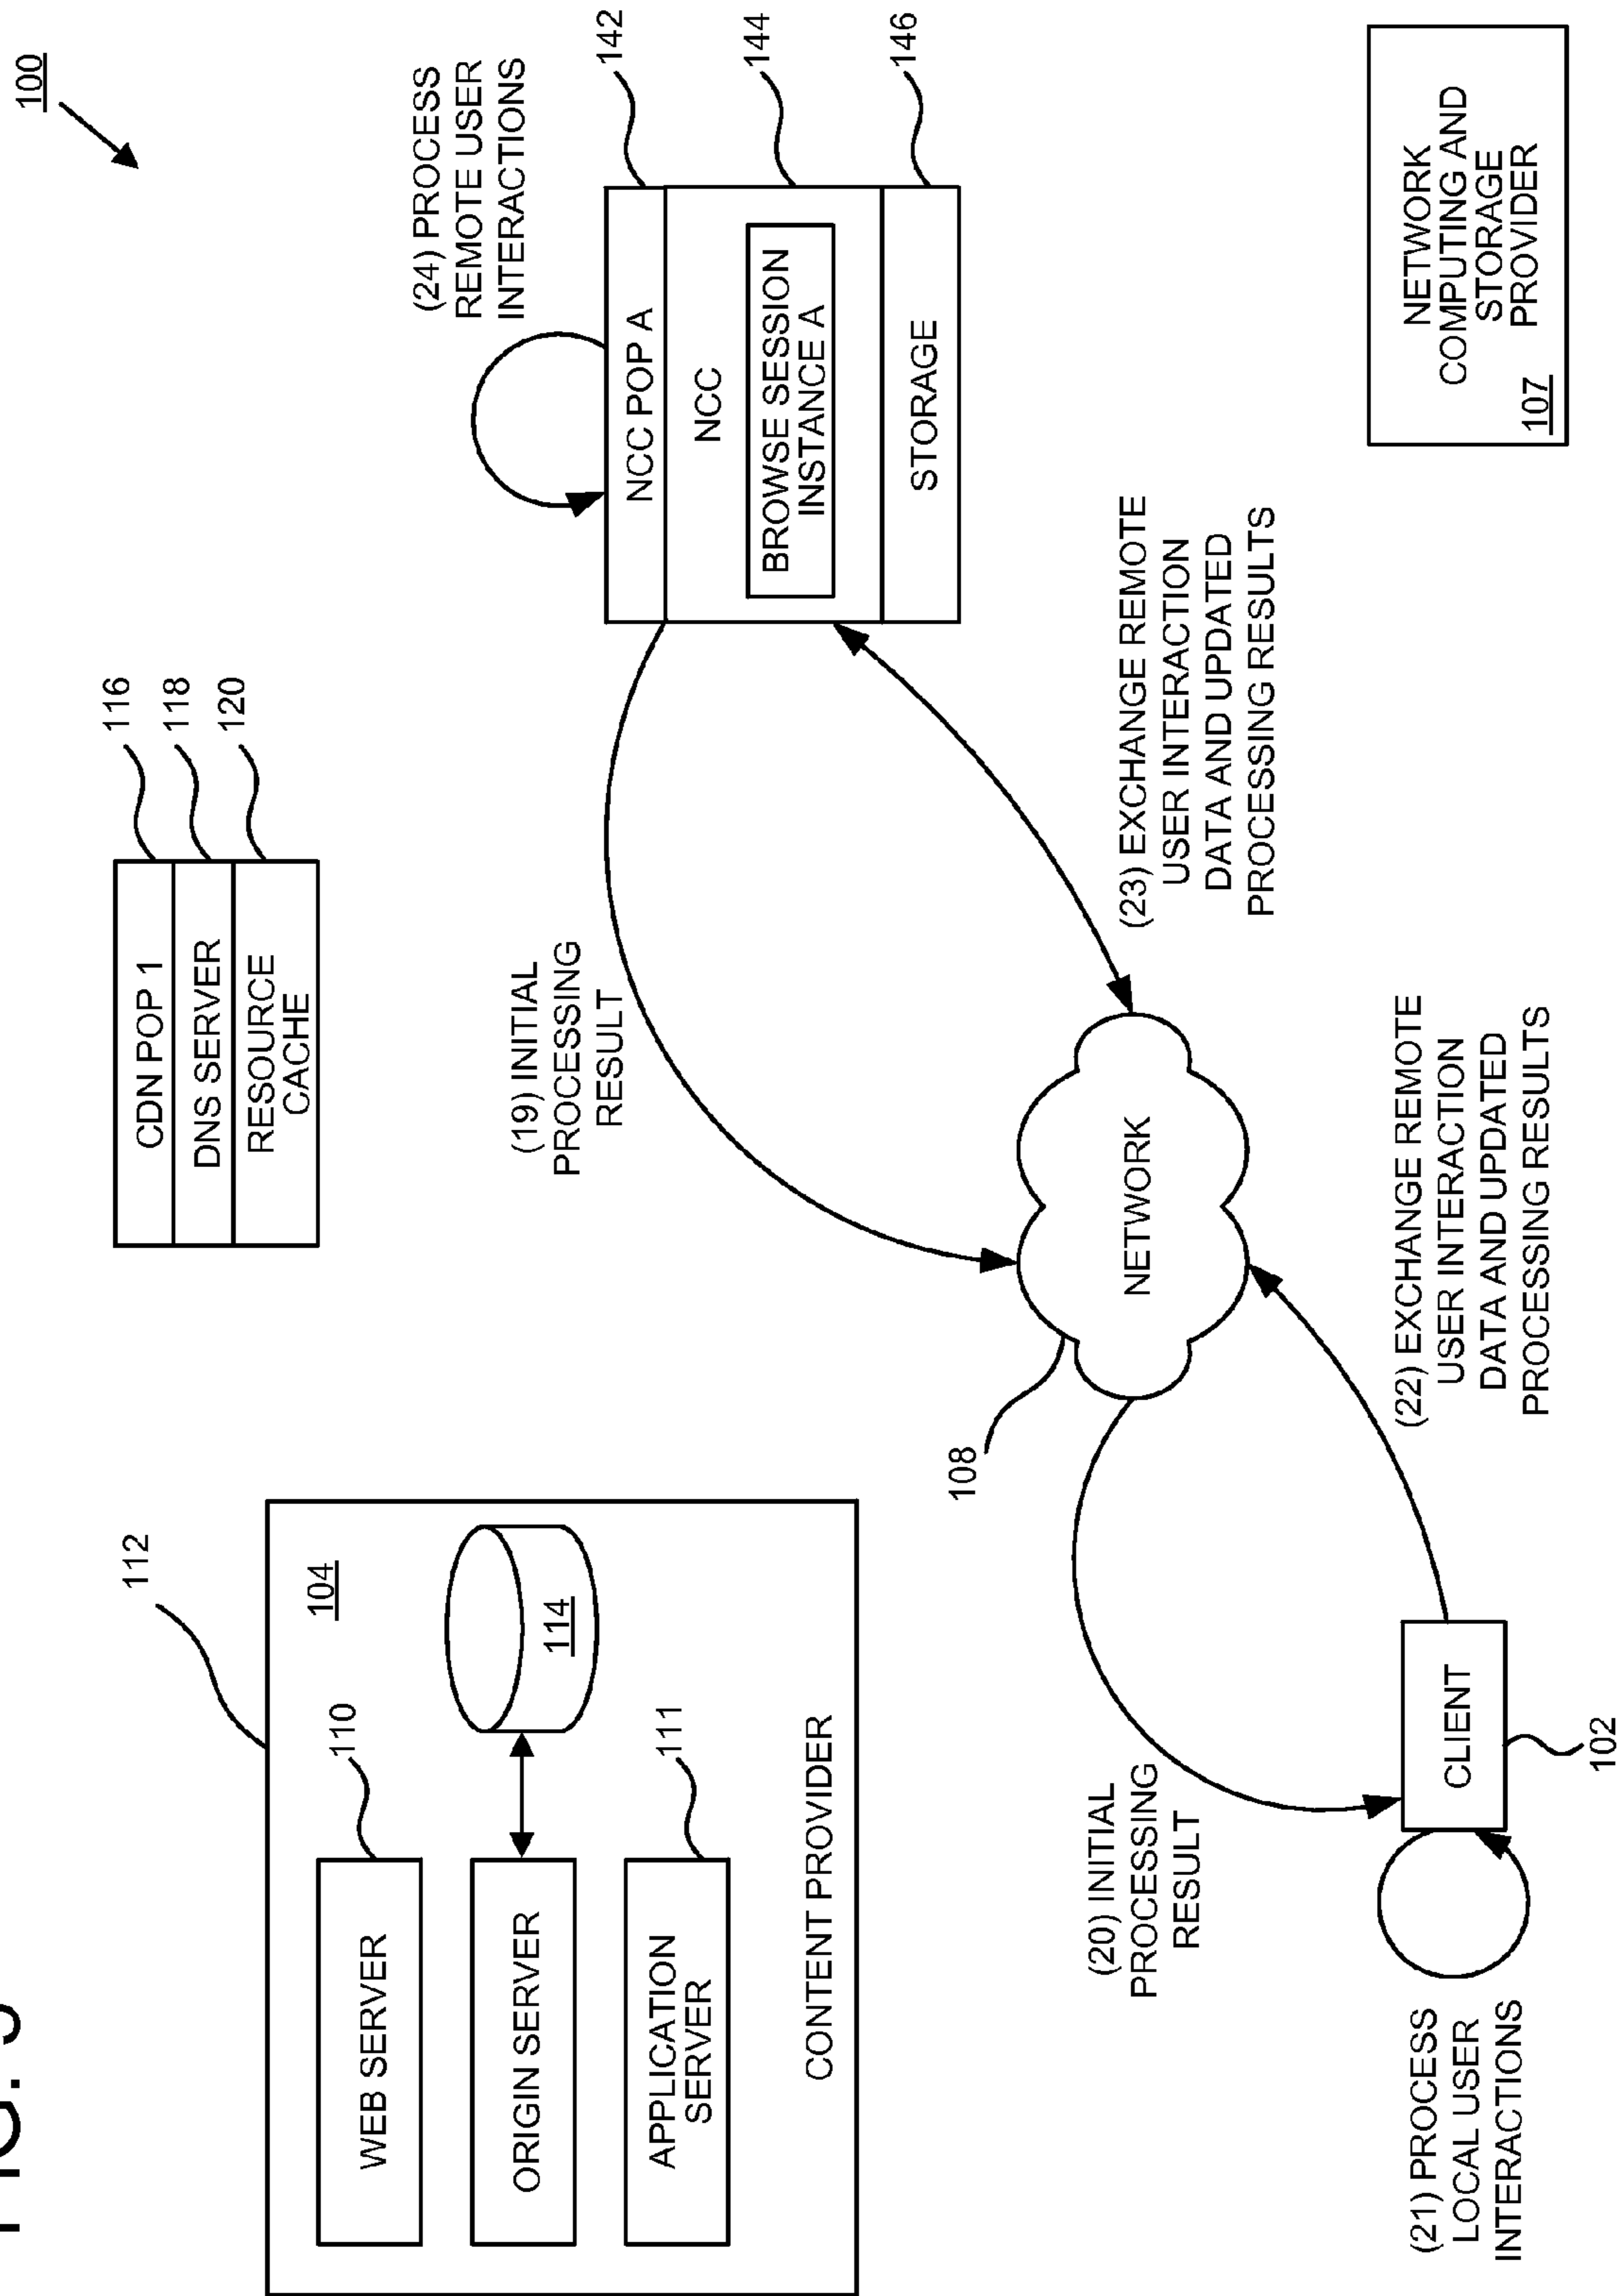 FIG.
100
112
104
110
WEB SERVER
ORIGIN SERVER
114
111
APPLICATION
SERVER
CONTENT PROVIDER
116
118
120
CDN POP 1
DNS SERVER
RESOURCE
CACHE
(24) PROCESS
REMOTE USER
INTERACTIONS
142
144
146
NCC POP A
NCC
BROWSE SESSION
INSTANCE A
STORAGE
(19) INITIAL
PROCESSING
RESULT
108
NETWORK
(23) EXCHANGE REMOTE
USER INTERACTION
DATA AND UPDATED
PROCESSING RESULTS
(20) INITIAL
PROCESSING
RESULT
(21) PROCESS
LOCAL USER
INTERACTIONS
CLIENT
102
(22) EXCHANGE REMOTE
USER INTERACTION
DATA AND UPDATED
PROCESSING RESULTS
NETWORK
COMPUTING AND
STORAGE
PROVIDER
107